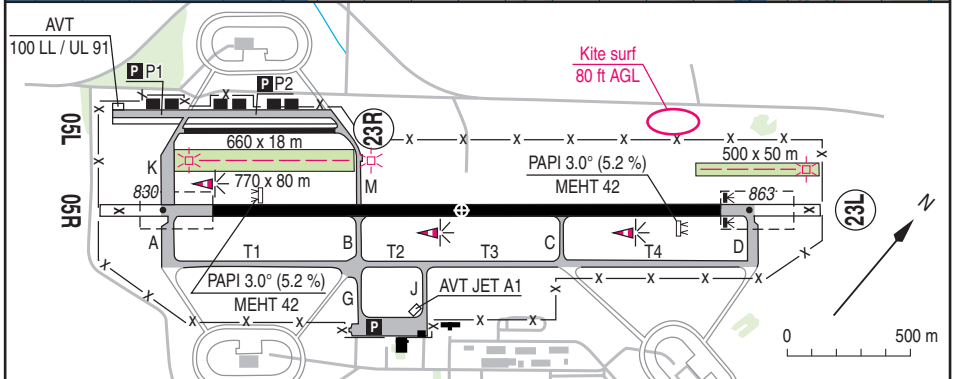 AVT
100 LL / UL 91
P P1
P P2
Kite surf
80 ft AGL
05L
23R
660 x 18 m
K
PAPI 3.0° (5.2 %)
MEHT 42
500 x 50 m
770 x 80 m
M
830
863
05R
23L
N
A
B
C
D
T1
T2
T3
T4
PAPI 3.0° (5.2 %)
MEHT 42
G
J
AVT JET A1
P
0
500 m
X